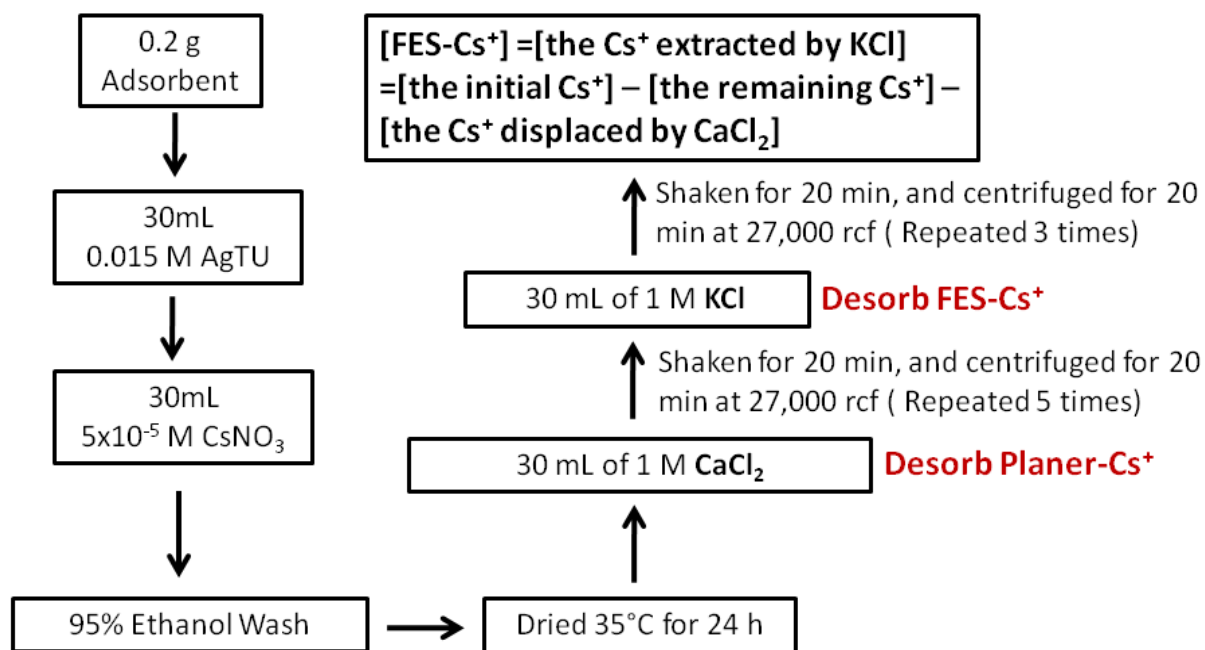 0.2 g
Adsorbent
30mL
0.015 M AgTU
30mL
5x10⁻⁵ M CsNO₃
95% Ethanol Wash
Dried 35°C for 24 h
30 mL of 1 M CaCl₂
Desorb Planer-Cs⁺
Shaken for 20 min, and centrifuged for 20
min at 27,000 rcf ( Repeated 5 times)
30 mL of 1 M KCl
Desorb FES-Cs⁺
Shaken for 20 min, and centrifuged for 20
min at 27,000 rcf ( Repeated 3 times)
[FES-Cs⁺] =[the Cs⁺ extracted by KCl]
=[the initial Cs⁺] – [the remaining Cs⁺] –
[the Cs⁺ displaced by CaCl₂]